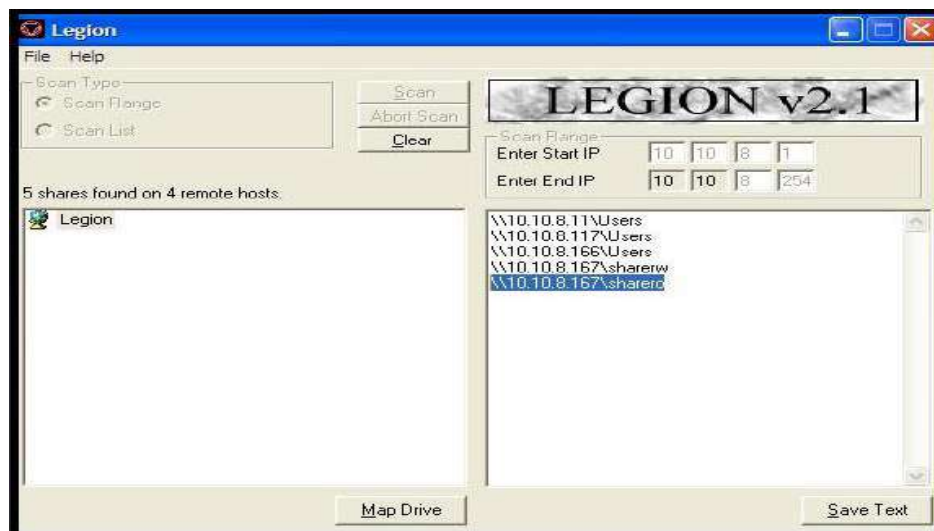 Legion
File Help
Scan Type
Scan Range
Scan List
Scan
Abort Scan
Clear
LEGION v2.1
Scan Range
Enter Start IP 10 10 8 1
Enter End IP 10 10 8 254
5 shares found on 4 remote hosts.
Legion
\\10.10.8.11\Users
\\10.10.8.117\Users
\\10.10.8.166\Users
\\10.10.8.167\sharerw
\\10.10.8.167\sharero
Map Drive
Save Text